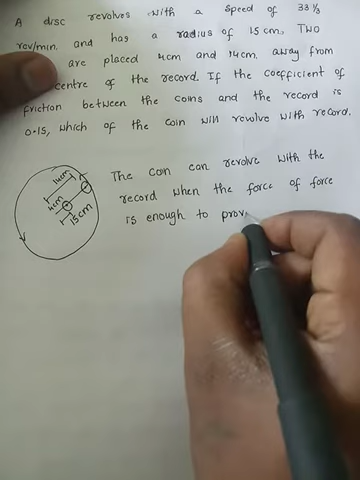 A disc revolves with a speed of 33 1/3
rev/min. and has a radius of 15 cm. Two
are placed 4cm and 14cm. away from
centre of the record. If the coefficient of
friction between the coins and the record is
0.15, which of the coin will revolve with record.
14cm
4cm
15cm
The coin can revolve with the
record when the force of force
is enough to prov